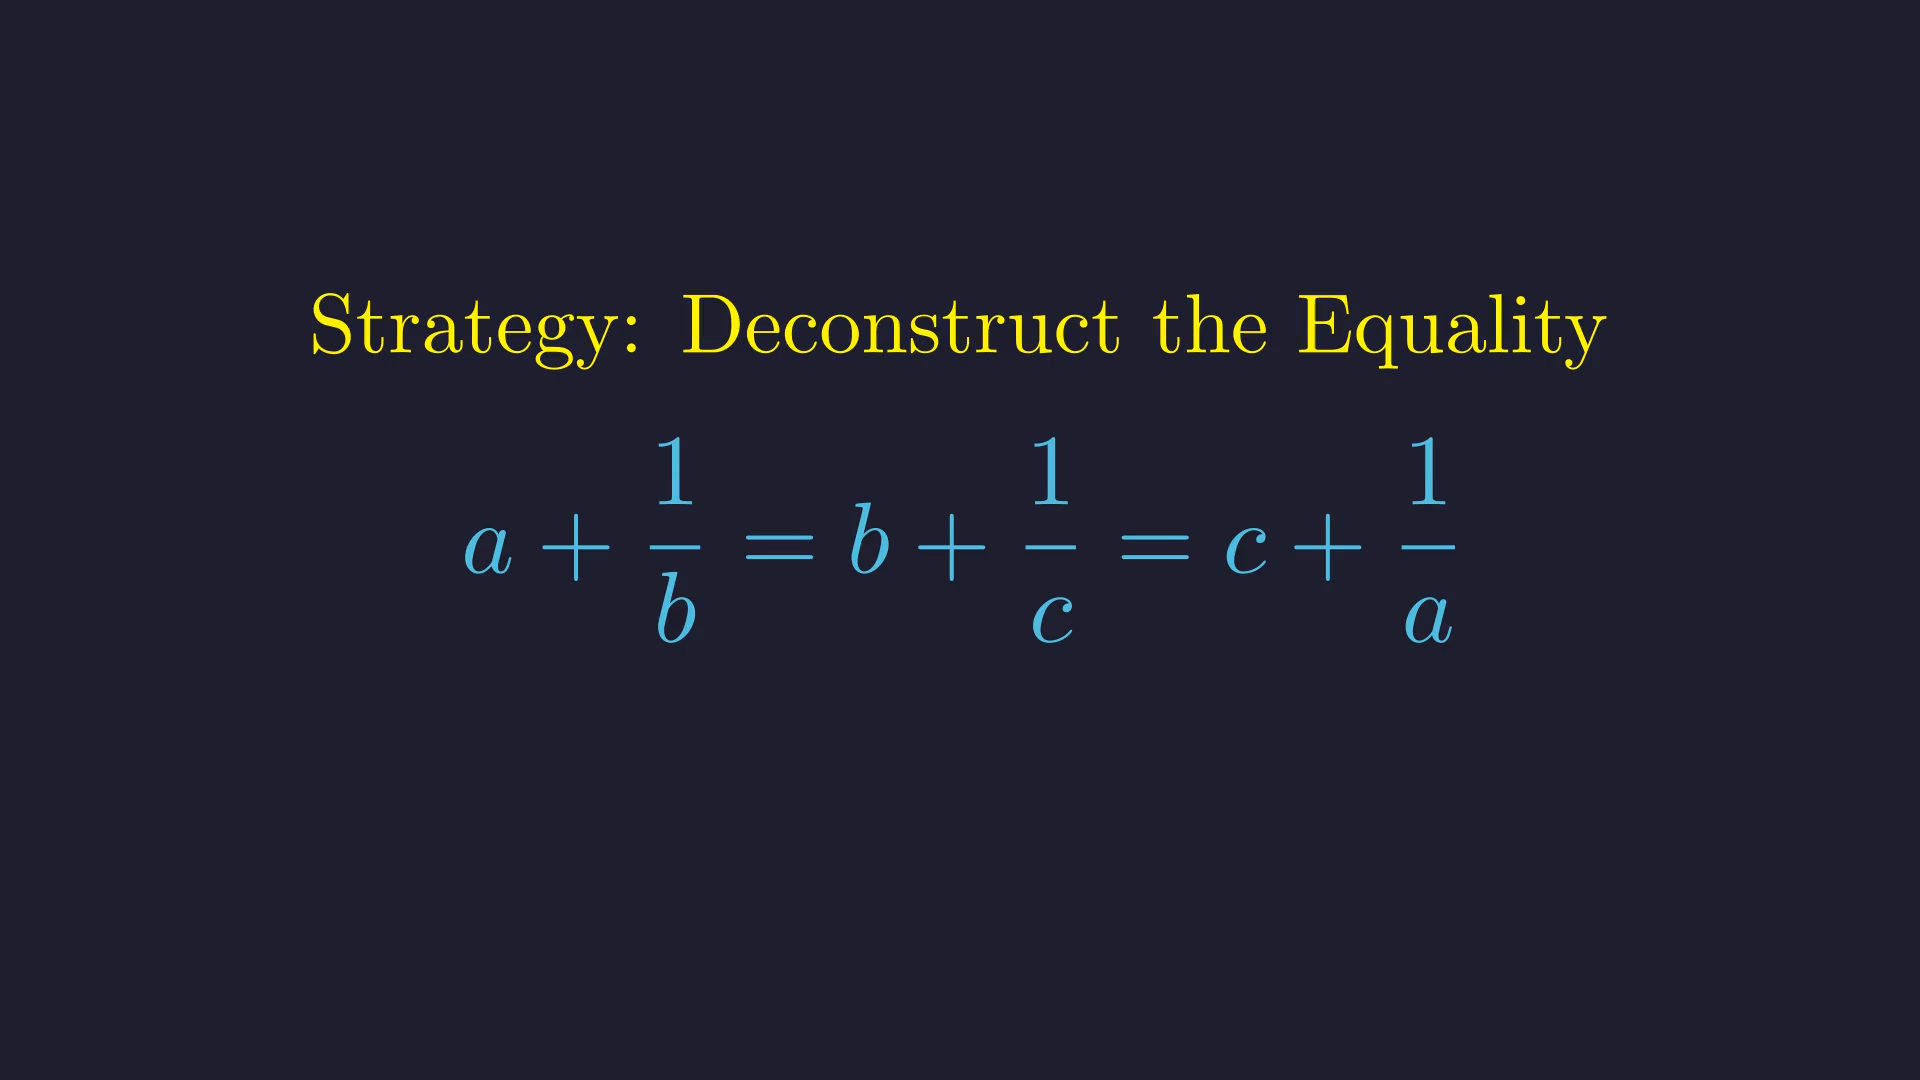 Strategy: Deconstruct the Equality
a + 1/b = b + 1/c = c + 1/a